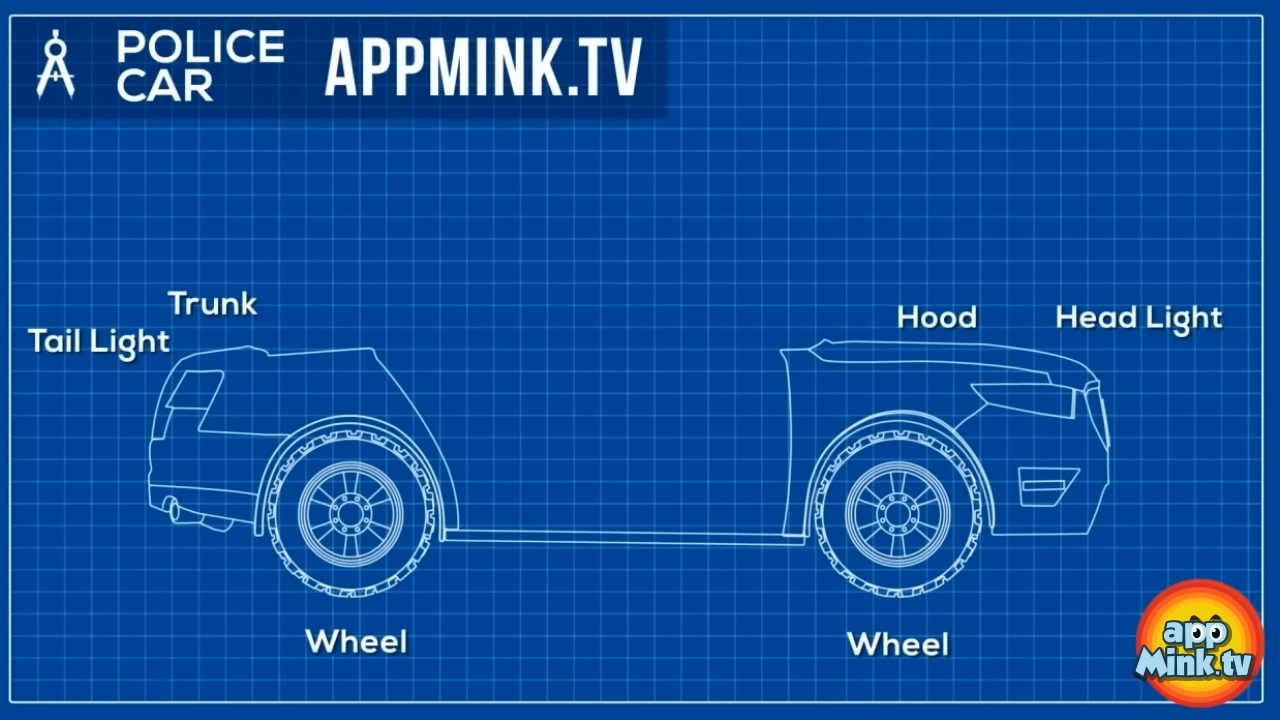 POLICE
CAR
APPMINK.TV
Trunk
Tail Light
Hood
Head Light
Wheel
Wheel
app
Mink.tv